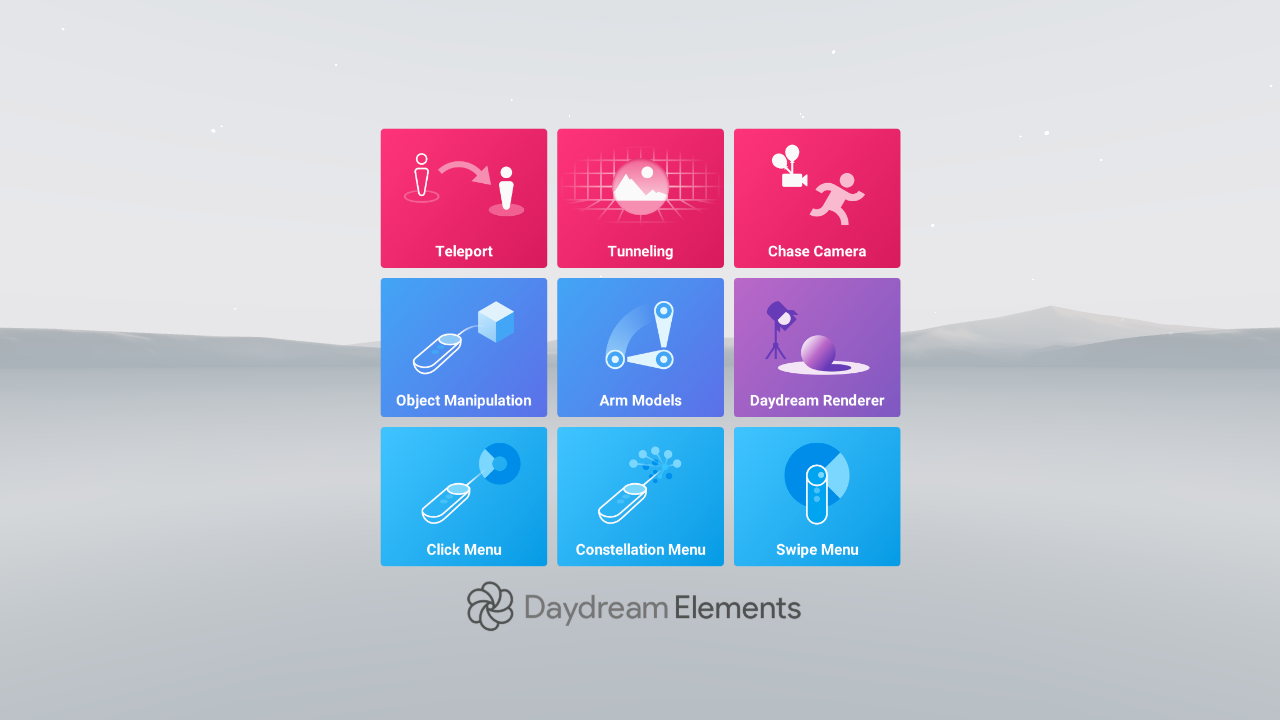 Teleport
Tunneling
Chase Camera
Object Manipulation
Arm Models
Daydream Renderer
Click Menu
Constellation Menu
Swipe Menu
Daydream Elements